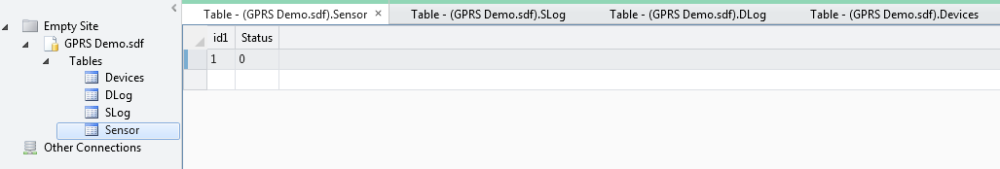 Empty Site
GPRS Demo.sdf
Tables
Devices
DLog
SLog
Sensor
Other Connections
Table - (GPRS Demo.sdf).Sensor × Table - (GPRS Demo.sdf).SLog Table - (GPRS Demo.sdf).DLog Table - (GPRS Demo.sdf).Devices
id1 Status
1 0